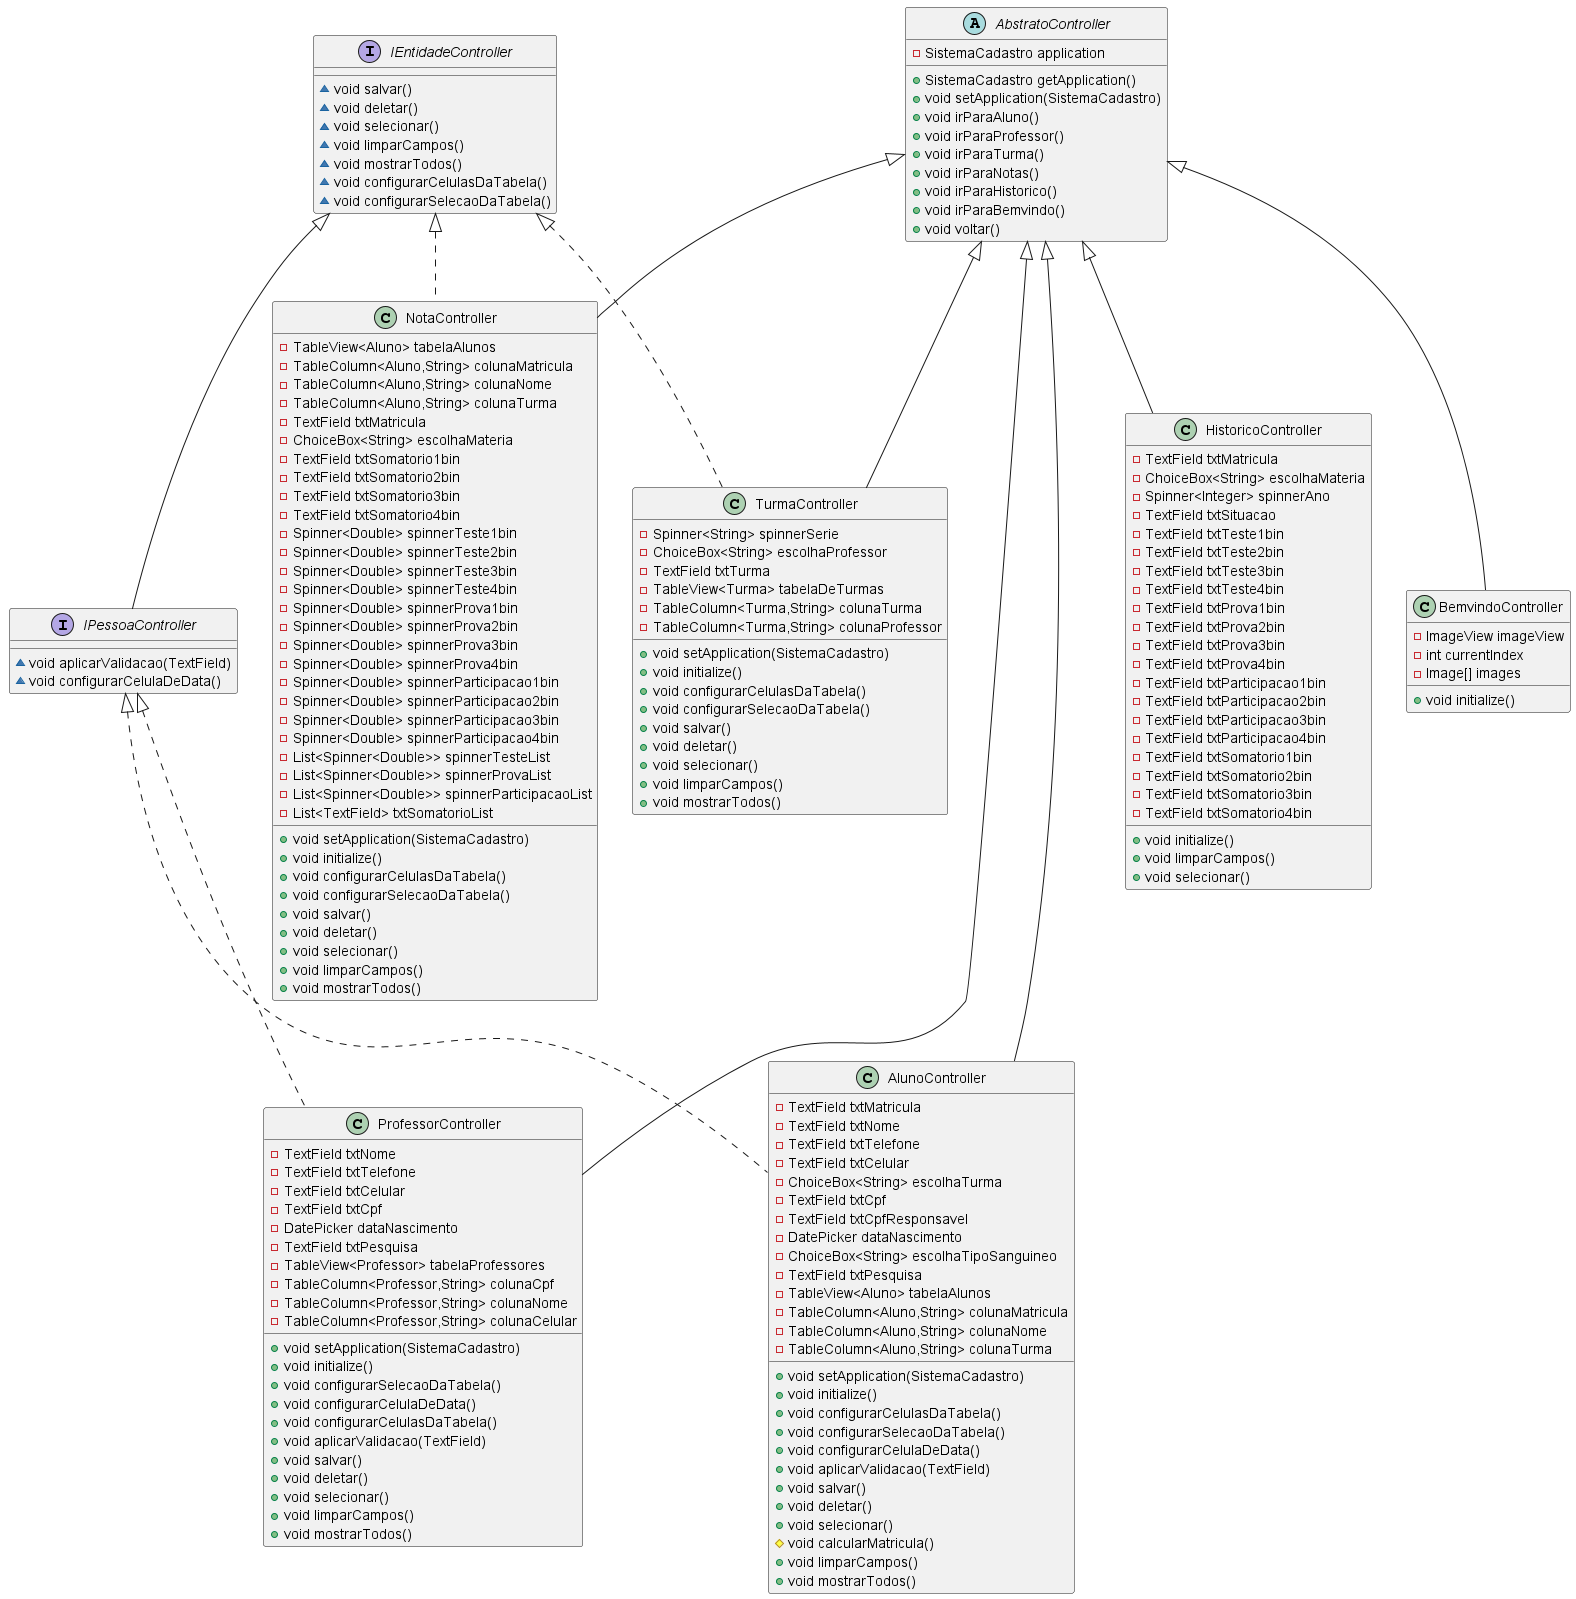 I IEntidadeController
void salvar()
void deletar()
void selecionar()
void limparCampos()
void mostrarTodos()
void configurarCelulasDaTabela()
void configurarSelecaoDaTabela()
A AbstratoController
SistemaCadastro application
SistemaCadastro getApplication()
void setApplication(SistemaCadastro)
void irParaAluno()
void irParaProfessor()
void irParaTurma()
void irParaNotas()
void irParaHistorico()
void irParaBemvindo()
void voltar()
C NotaController
TableView<Aluno> tabelaAlunos
TableColumn<Aluno,String> colunaMatricula
TableColumn<Aluno,String> colunaNome
TableColumn<Aluno,String> colunaTurma
TextField txtMatricula
ChoiceBox<String> escolhaMateria
TextField txtSomatorio1bin
TextField txtSomatorio2bin
TextField txtSomatorio3bin
TextField txtSomatorio4bin
Spinner<Double> spinnerTeste1bin
Spinner<Double> spinnerTeste2bin
Spinner<Double> spinnerTeste3bin
Spinner<Double> spinnerTeste4bin
Spinner<Double> spinnerProva1bin
Spinner<Double> spinnerProva2bin
Spinner<Double> spinnerProva3bin
Spinner<Double> spinnerProva4bin
Spinner<Double> spinnerParticipacao1bin
Spinner<Double> spinnerParticipacao2bin
Spinner<Double> spinnerParticipacao3bin
Spinner<Double> spinnerParticipacao4bin
List<Spinner<Double>> spinnerTesteList
List<Spinner<Double>> spinnerProvaList
List<Spinner<Double>> spinnerParticipacaoList
List<TextField> txtSomatorioList
void setApplication(SistemaCadastro)
void initialize()
void configurarCelulasDaTabela()
void configurarSelecaoDaTabela()
void salvar()
void deletar()
void selecionar()
void limparCampos()
void mostrarTodos()
C TurmaController
Spinner<String> spinnerSerie
ChoiceBox<String> escolhaProfessor
TextField txtTurma
TableView<Turma> tabelaDeTurmas
TableColumn<Turma,String> colunaTurma
TableColumn<Turma,String> colunaProfessor
void setApplication(SistemaCadastro)
void initialize()
void configurarCelulasDaTabela()
void configurarSelecaoDaTabela()
void salvar()
void deletar()
void selecionar()
void limparCampos()
void mostrarTodos()
C HistoricoController
TextField txtMatricula
ChoiceBox<String> escolhaMateria
Spinner<Integer> spinnerAno
TextField txtSituacao
TextField txtTeste1bin
TextField txtTeste2bin
TextField txtTeste3bin
TextField txtTeste4bin
TextField txtProva1bin
TextField txtProva2bin
TextField txtProva3bin
TextField txtProva4bin
TextField txtParticipacao1bin
TextField txtParticipacao2bin
TextField txtParticipacao3bin
TextField txtParticipacao4bin
TextField txtSomatorio1bin
TextField txtSomatorio2bin
TextField txtSomatorio3bin
TextField txtSomatorio4bin
void initialize()
void limparCampos()
void selecionar()
C BemvindoController
ImageView imageView
int currentIndex
Image[] images
void initialize()
I IPessoaController
void aplicarValidacao(TextField)
void configurarCelulaDeData()
C ProfessorController
TextField txtNome
TextField txtTelefone
TextField txtCelular
TextField txtCpf
DatePicker dataNascimento
TextField txtPesquisa
TableView<Professor> tabelaProfessores
TableColumn<Professor,String> colunaCpf
TableColumn<Professor,String> colunaNome
TableColumn<Professor,String> colunaCelular
void setApplication(SistemaCadastro)
void initialize()
void configurarSelecaoDaTabela()
void configurarCelulaDeData()
void configurarCelulasDaTabela()
void aplicarValidacao(TextField)
void salvar()
void deletar()
void selecionar()
void limparCampos()
void mostrarTodos()
C AlunoController
TextField txtMatricula
TextField txtNome
TextField txtTelefone
TextField txtCelular
ChoiceBox<String> escolhaTurma
TextField txtCpf
TextField txtCpfResponsavel
DatePicker dataNascimento
ChoiceBox<String> escolhaTipoSanguineo
TextField txtPesquisa
TableView<Aluno> tabelaAlunos
TableColumn<Aluno,String> colunaMatricula
TableColumn<Aluno,String> colunaNome
TableColumn<Aluno,String> colunaTurma
void setApplication(SistemaCadastro)
void initialize()
void configurarCelulasDaTabela()
void configurarSelecaoDaTabela()
void configurarCelulaDeData()
void aplicarValidacao(TextField)
void salvar()
void deletar()
void selecionar()
void calcularMatricula()
void limparCampos()
void mostrarTodos()